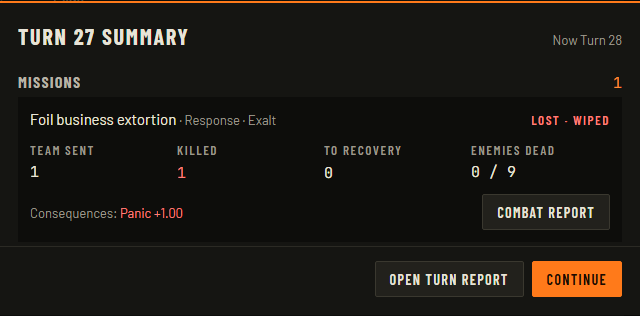 TURN 27 SUMMARY
Now Turn 28
MISSIONS 1
Foil business extortion · Response · Exalt LOST · WIPED
TEAM SENT KILLED TO RECOVERY ENEMIES DEAD
1 1 0 0 / 9
Consequences: Panic +1.00
COMBAT REPORT
OPEN TURN REPORT CONTINUE